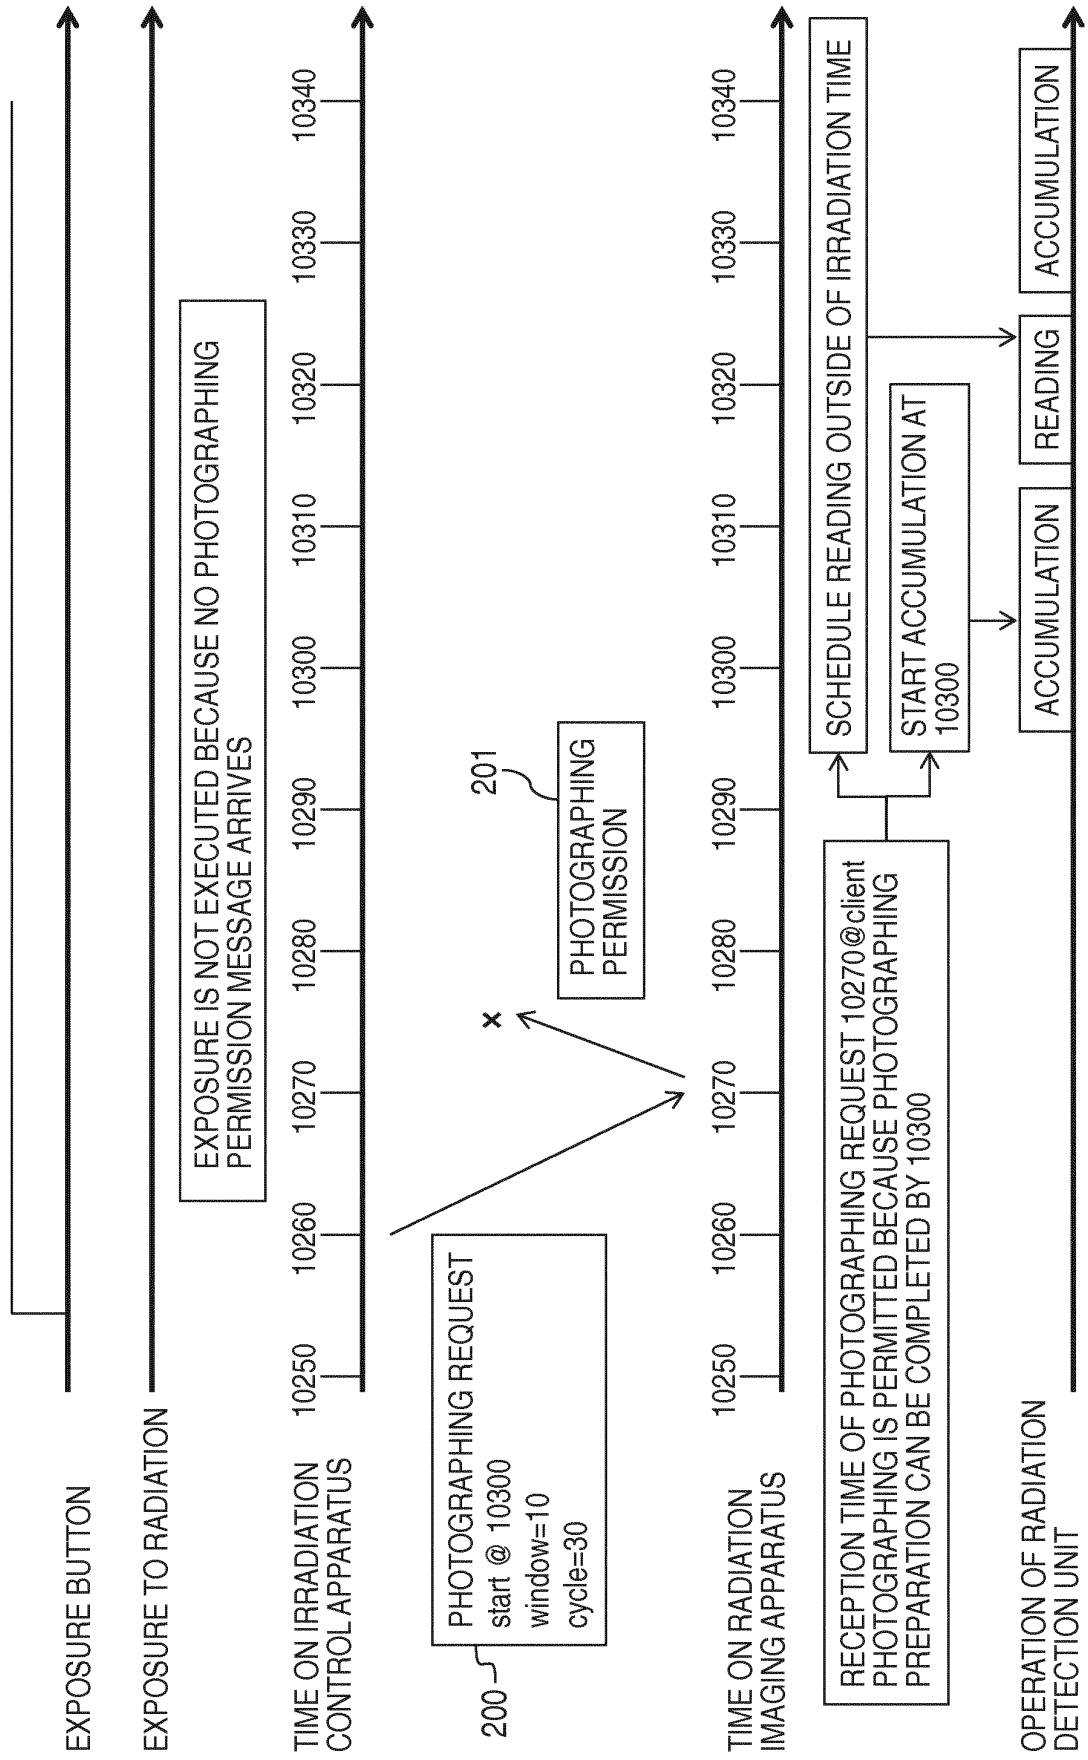 EXPOSURE BUTTON
EXPOSURE TO RADIATION
EXPOSURE IS NOT EXECUTED BECAUSE NO PHOTOGRAPHING
PERMISSION MESSAGE ARRIVES
TIME ON IRRADIATION
CONTROL APPARATUS
10250 10260 10270 10280 10290 10300 10310 10320 10330 10340
200
PHOTOGRAPHING REQUEST
start @ 10300
window=10
cycle=30
x
201
PHOTOGRAPHING
PERMISSION
TIME ON RADIATION
IMAGING APPARATUS
10250 10260 10270 10280 10290 10300 10310 10320 10330 10340
RECEPTION TIME OF PHOTOGRAPHING REQUEST 10270@client
PHOTOGRAPHING IS PERMITTED BECAUSE PHOTOGRAPHING
PREPARATION CAN BE COMPLETED BY 10300
SCHEDULE READING OUTSIDE OF IRRADIATION TIME
START ACCUMULATION AT
10300
OPERATION OF RADIATION
DETECTION UNIT
ACCUMULATION READING ACCUMULATION